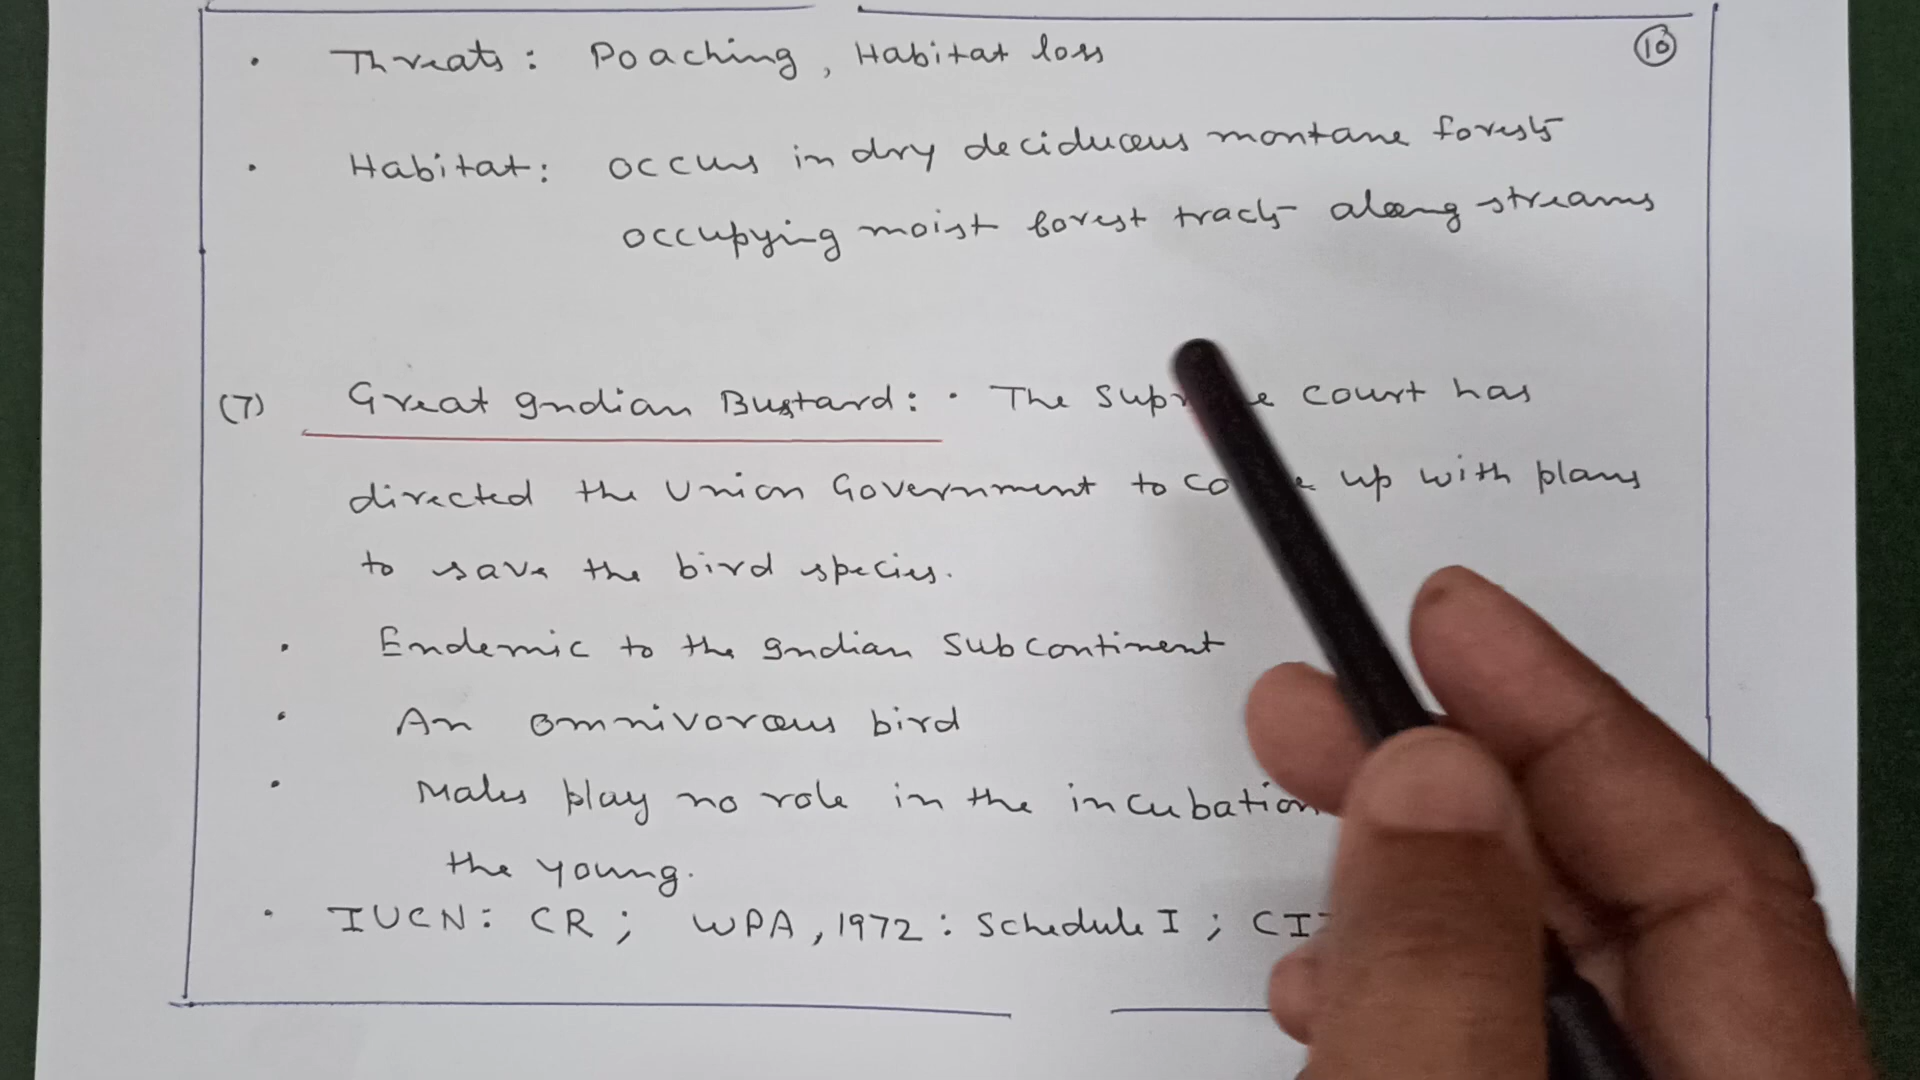 • Threats : Poaching , Habitat loss 10
• Habitat : occurs in dry deciduous montane forests
occupying moist forest tracts along streams
(7) Great Indian Bustard : • The Supreme court has
directed the Union Government to come up with plans
to save the bird species.
• Endemic to the Indian Subcontinent
• An omnivorous bird
• Males play no role in the incubation
the young.
• IUCN : CR ; WPA , 1972 : Schedule I ;